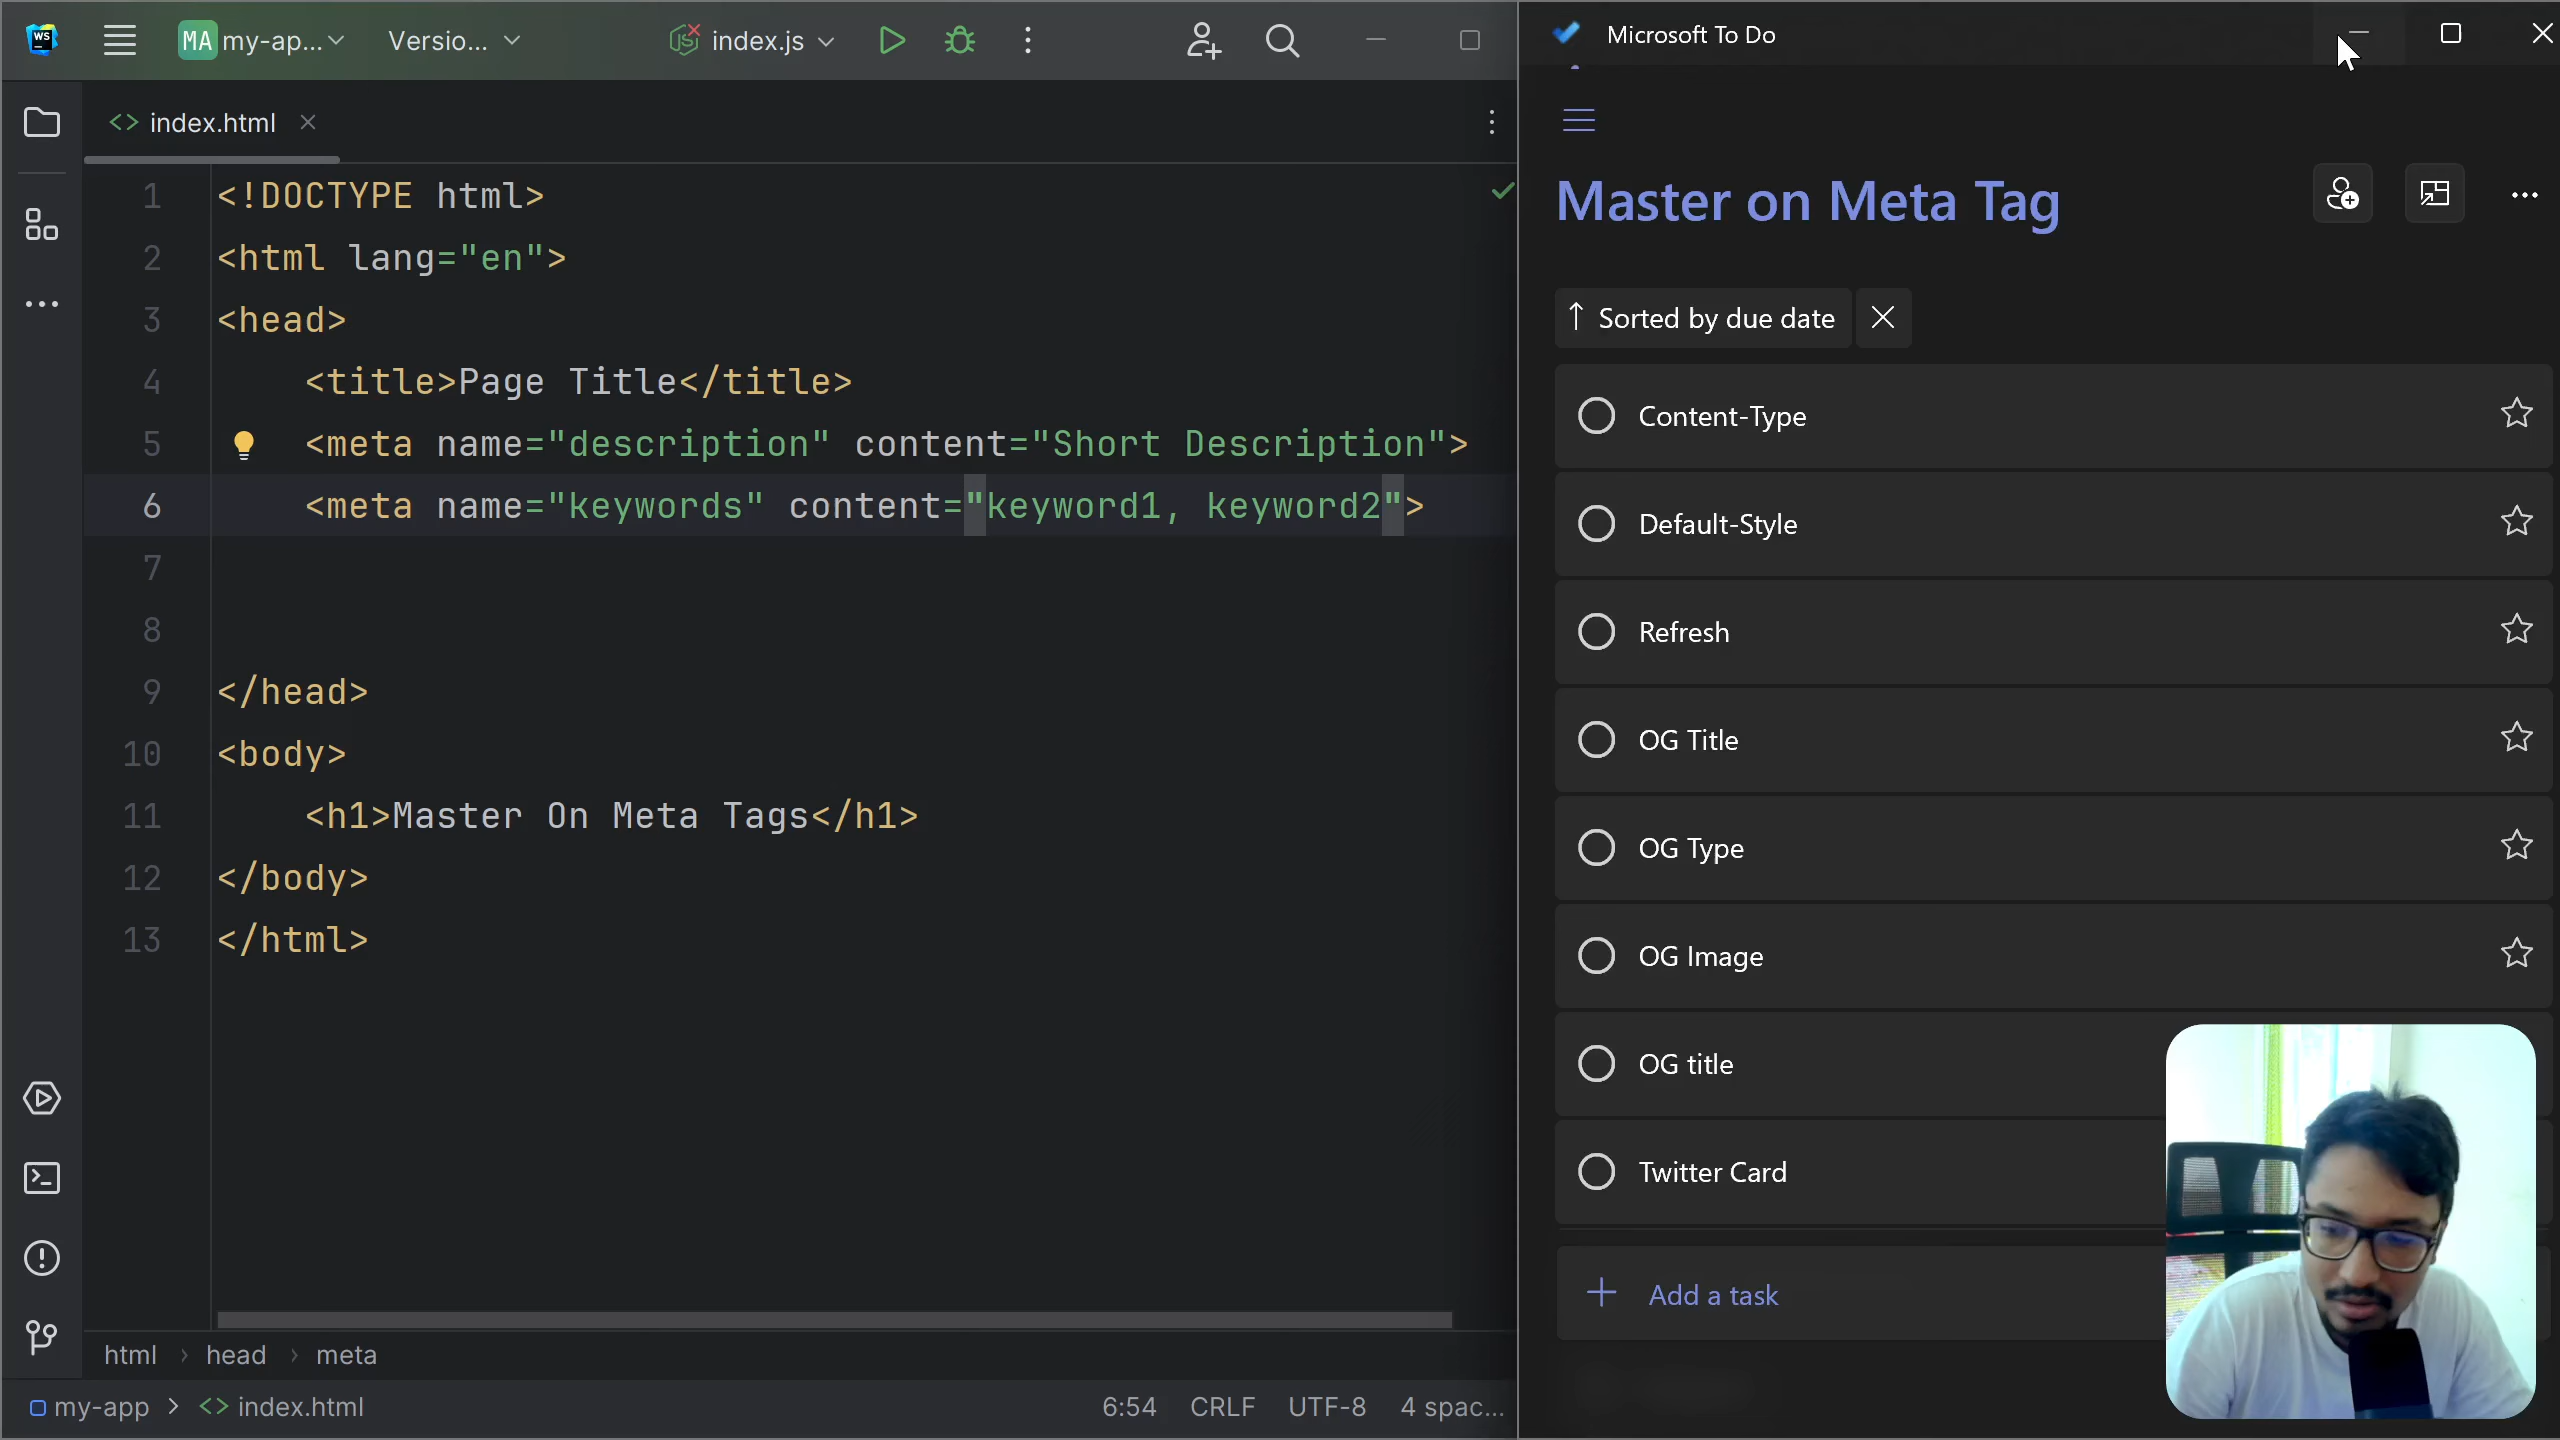 WS
MA my-ap...
Versio...
index.js
index.html
1 <!DOCTYPE html>
2 <html lang="en">
3 <head>
4 <title>Page Title</title>
5 <meta name="description" content="Short Description">
6 <meta name="keywords" content="keyword1, keyword2">
7
8
9 </head>
10 <body>
11 <h1>Master On Meta Tags</h1>
12 </body>
13 </html>
html › head › meta
my-app > <> index.html
6:54 CRLF UTF-8 4 spac...
Microsoft To Do
Master on Meta Tag
Sorted by due date
Content-Type
Default-Style
Refresh
OG Title
OG Type
OG Image
OG title
Twitter Card
Add a task